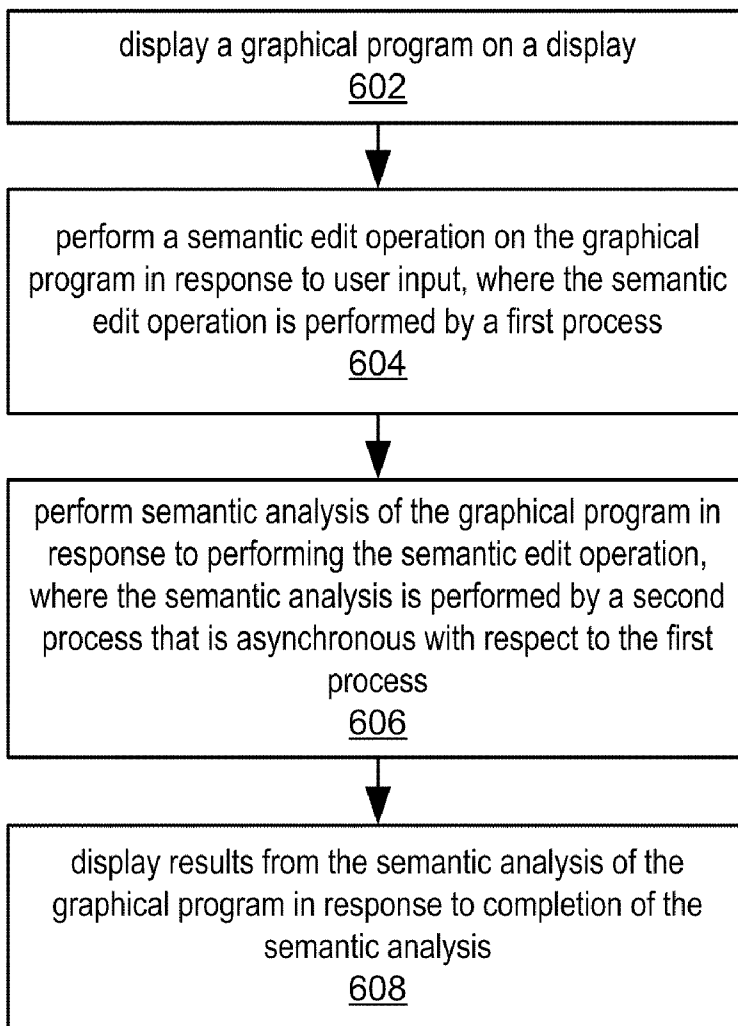 display a graphical program on a display
602
perform a semantic edit operation on the graphical
program in response to user input, where the semantic
edit operation is performed by a first process
604
perform semantic analysis of the graphical program in
response to performing the semantic edit operation,
where the semantic analysis is performed by a second
process that is asynchronous with respect to the first
process
606
display results from the semantic analysis of the
graphical program in response to completion of the
semantic analysis
608